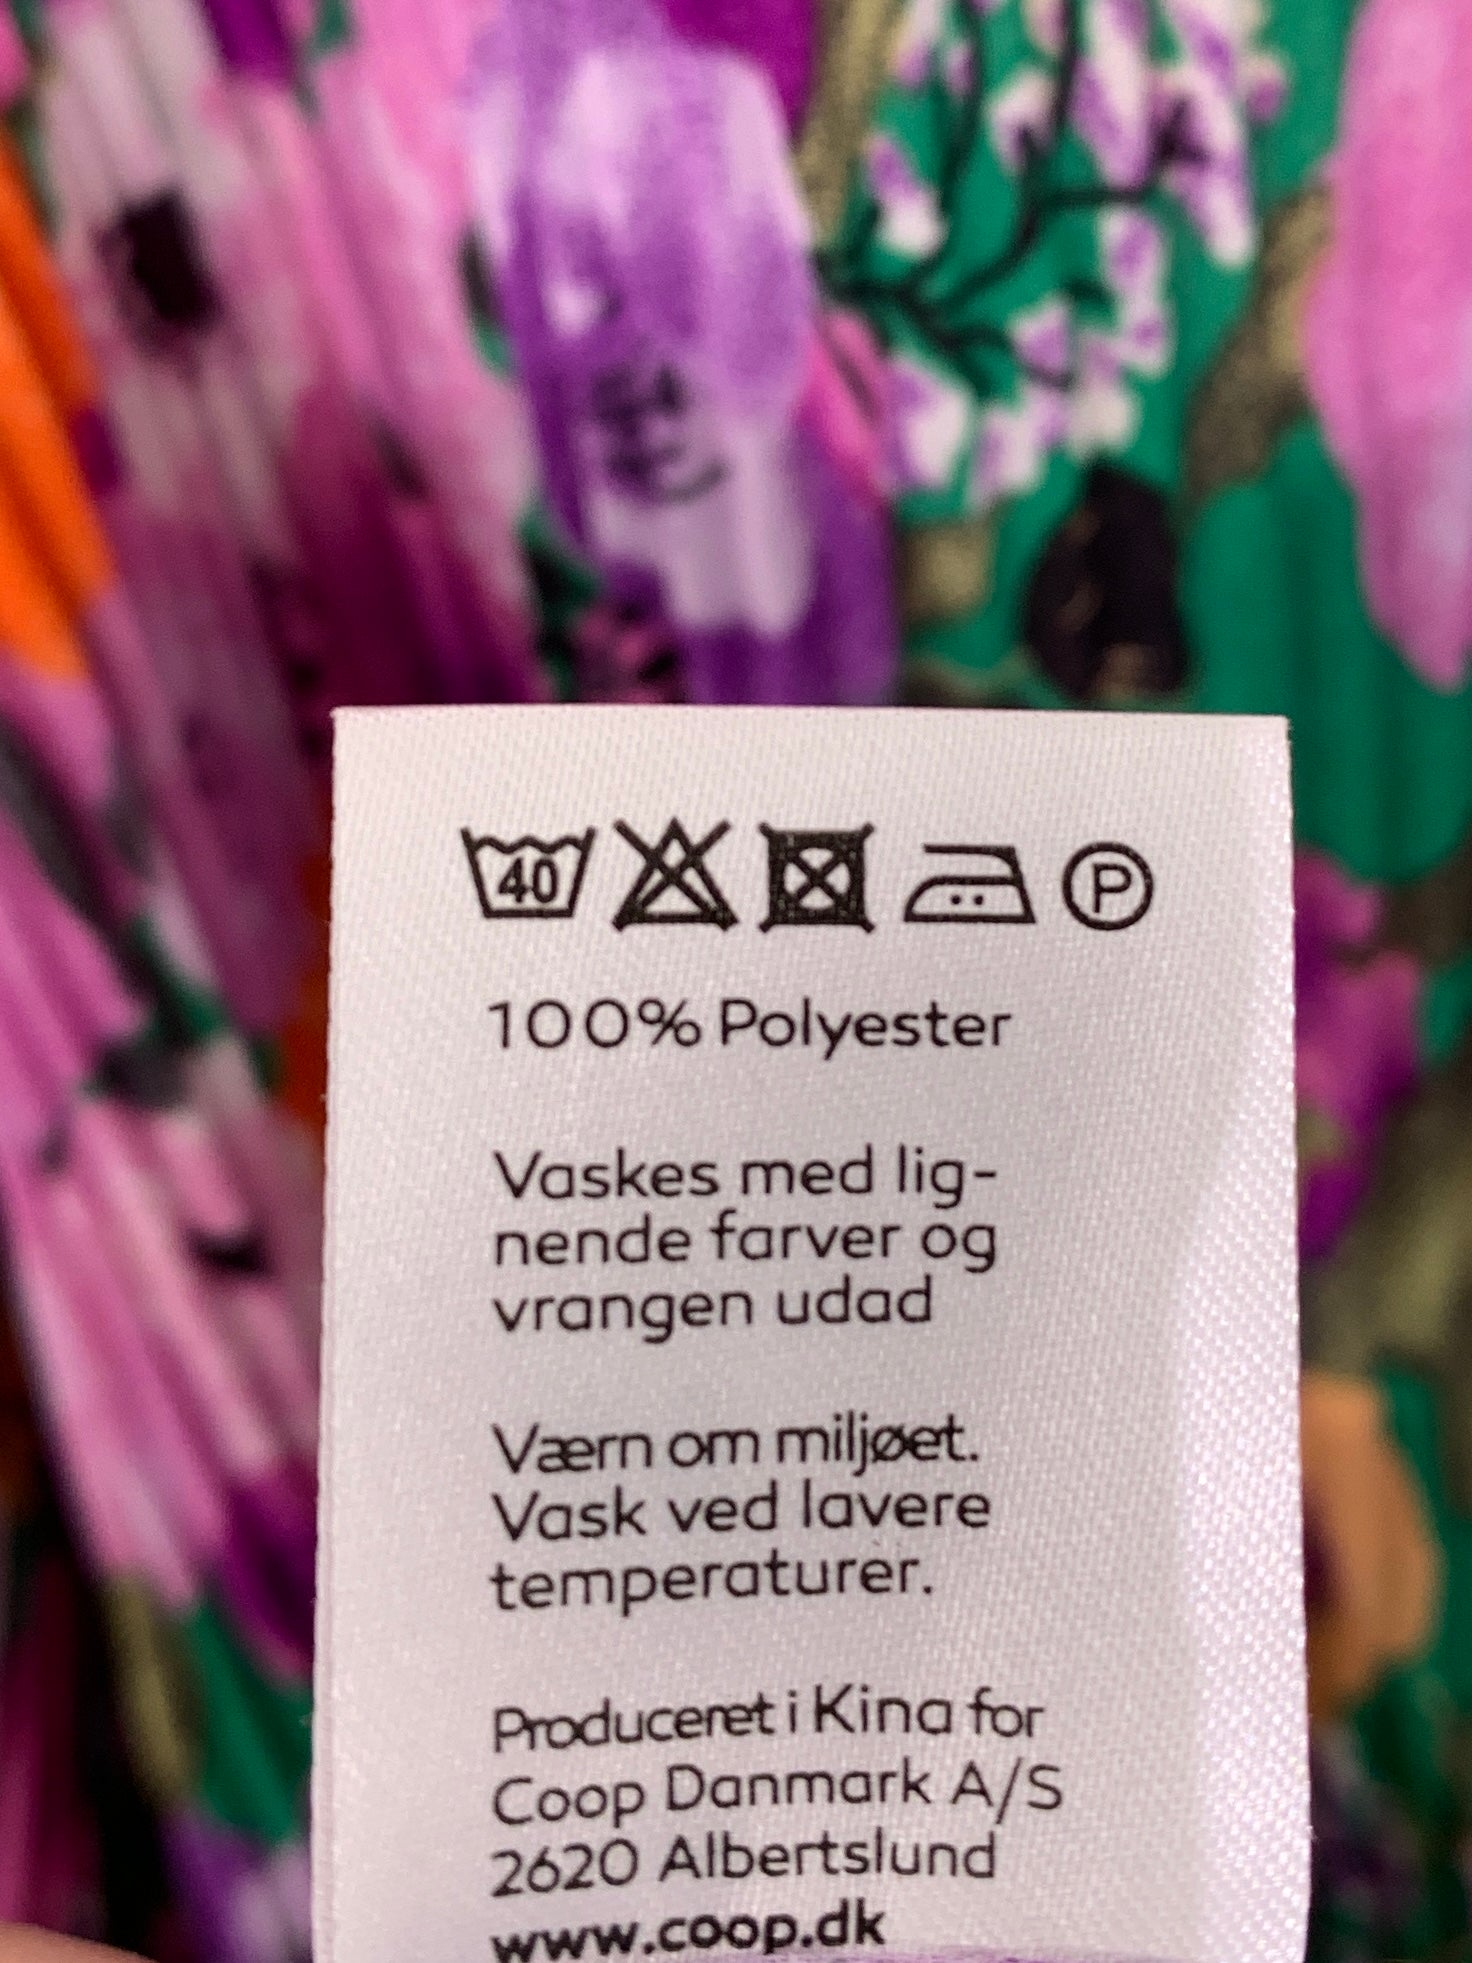 40 P
100% Polyester
Vaskes med lig-
nende farver og
vrangen udad
Værn om miljøet.
Vask ved lavere
temperaturer.
Produceret i Kina for
Coop Danmark A/S
2620 Albertslund
www.coop.dk